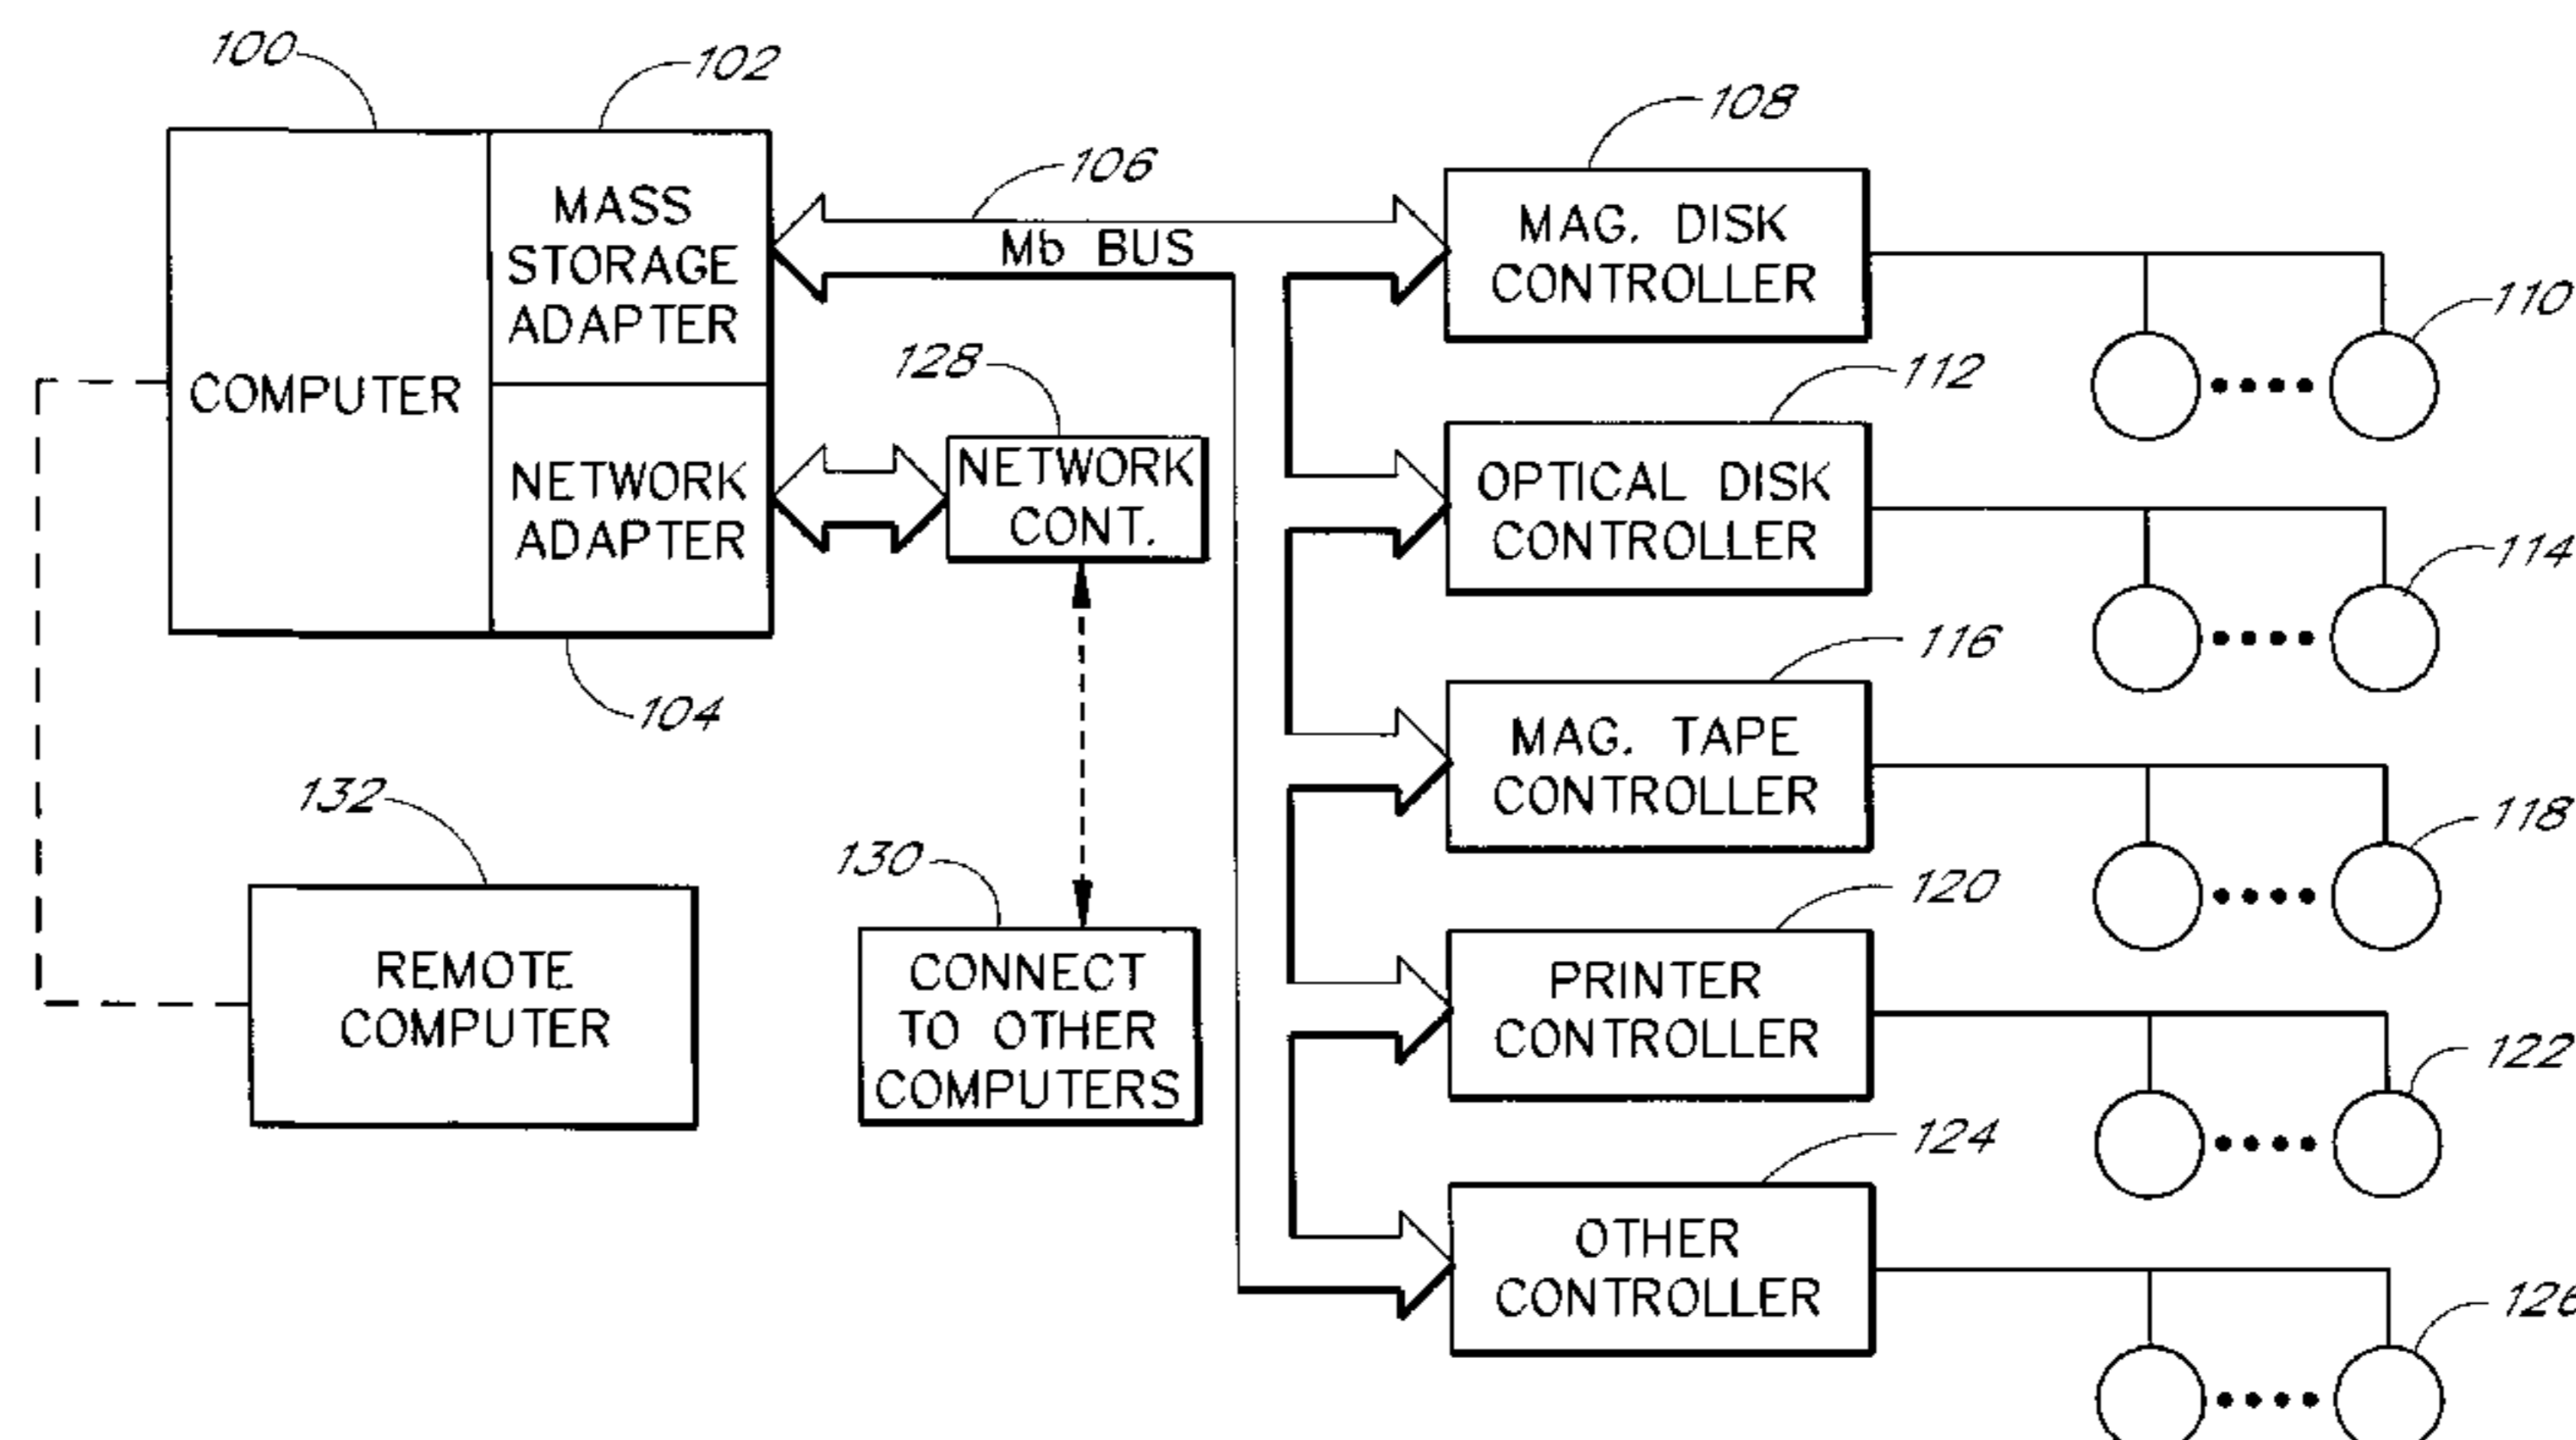 100
102
108
106
MASS
STORAGE
ADAPTER
Mb BUS
MAG. DISK
CONTROLLER
110
128
112
COMPUTER
NETWORK
ADAPTER
NETWORK
CONT.
OPTICAL DISK
CONTROLLER
114
104
116
MAG. TAPE
CONTROLLER
118
132
130
120
REMOTE
COMPUTER
CONNECT
TO OTHER
COMPUTERS
PRINTER
CONTROLLER
122
124
OTHER
CONTROLLER
126